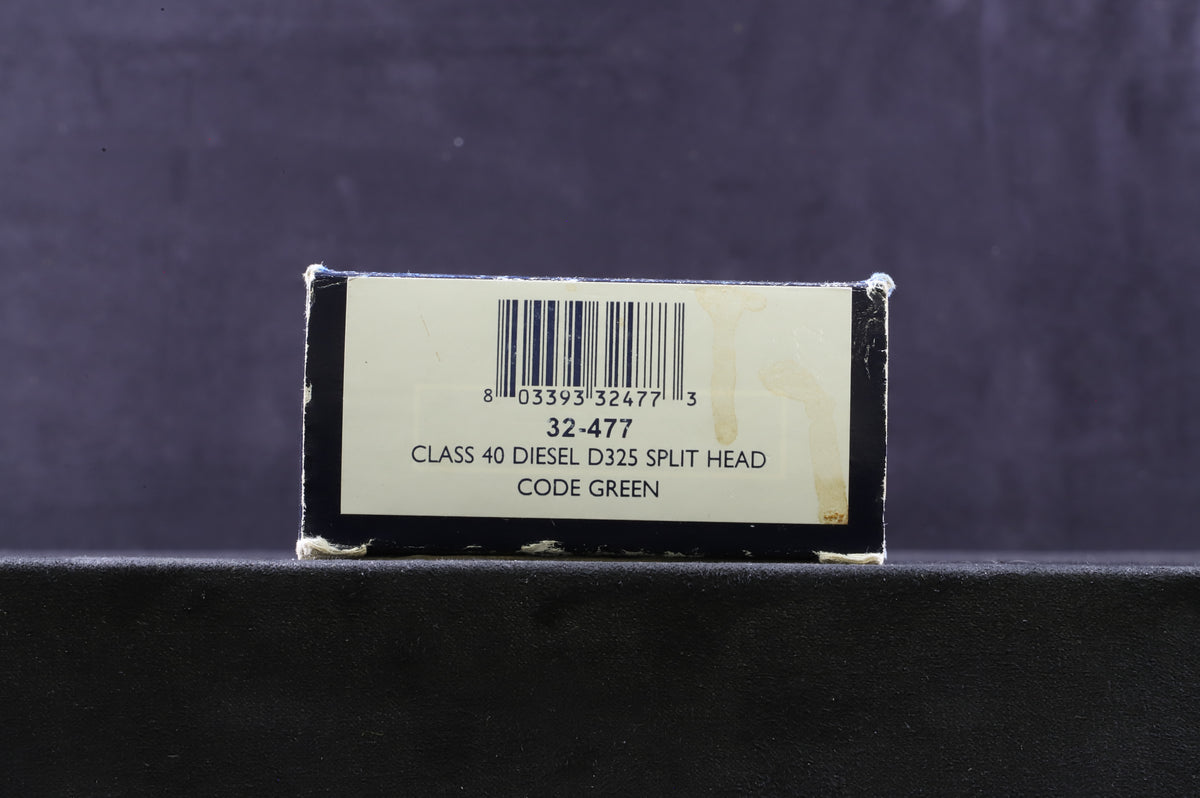 8 03393 32477 3
32-477
CLASS 40 DIESEL D325 SPLIT HEAD
CODE GREEN